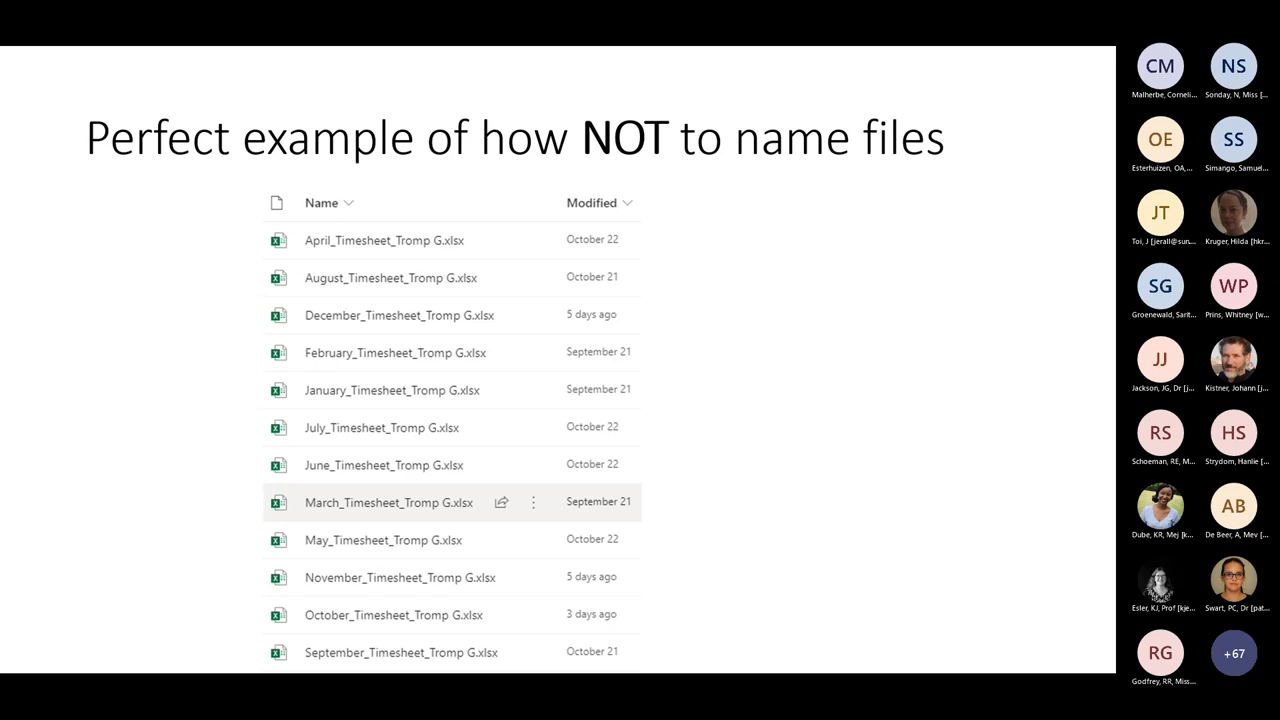 Perfect example of how NOT to name files
Name Modified
April_Timesheet_Tromp G.xlsx October 22
August_Timesheet_Tromp G.xlsx October 21
December_Timesheet_Tromp G.xlsx 5 days ago
February_Timesheet_Tromp G.xlsx September 21
January_Timesheet_Tromp G.xlsx September 21
July_Timesheet_Tromp G.xlsx October 22
June_Timesheet_Tromp G.xlsx October 22
March_Timesheet_Tromp G.xlsx September 21
May_Timesheet_Tromp G.xlsx October 22
November_Timesheet_Tromp G.xlsx 5 days ago
October_Timesheet_Tromp G.xlsx 3 days ago
September_Timesheet_Tromp G.xlsx October 21
CM NS
Malherbe, Corneli... Sonday, N, Miss [...
OE SS
Esterhuizen, OA,... Simango, Samuel...
JT
Toi, J [jerall@sun... Kruger, Hilda [hkr...
SG WP
Groenewald, Sarit... Prins, Whitney [w...
JJ
Jackson, JG, Dr [j... Kistner, Johann [j...
RS HS
Schoeman, RE, M... Strydom, Hanlie [...
AB
Dube, KR, Mej [k... De Beer, A, Mev [...
Esler, KJ, Prof [kje... Swart, PC, Dr [pat...
RG +67
Godfrey, RR, Miss...